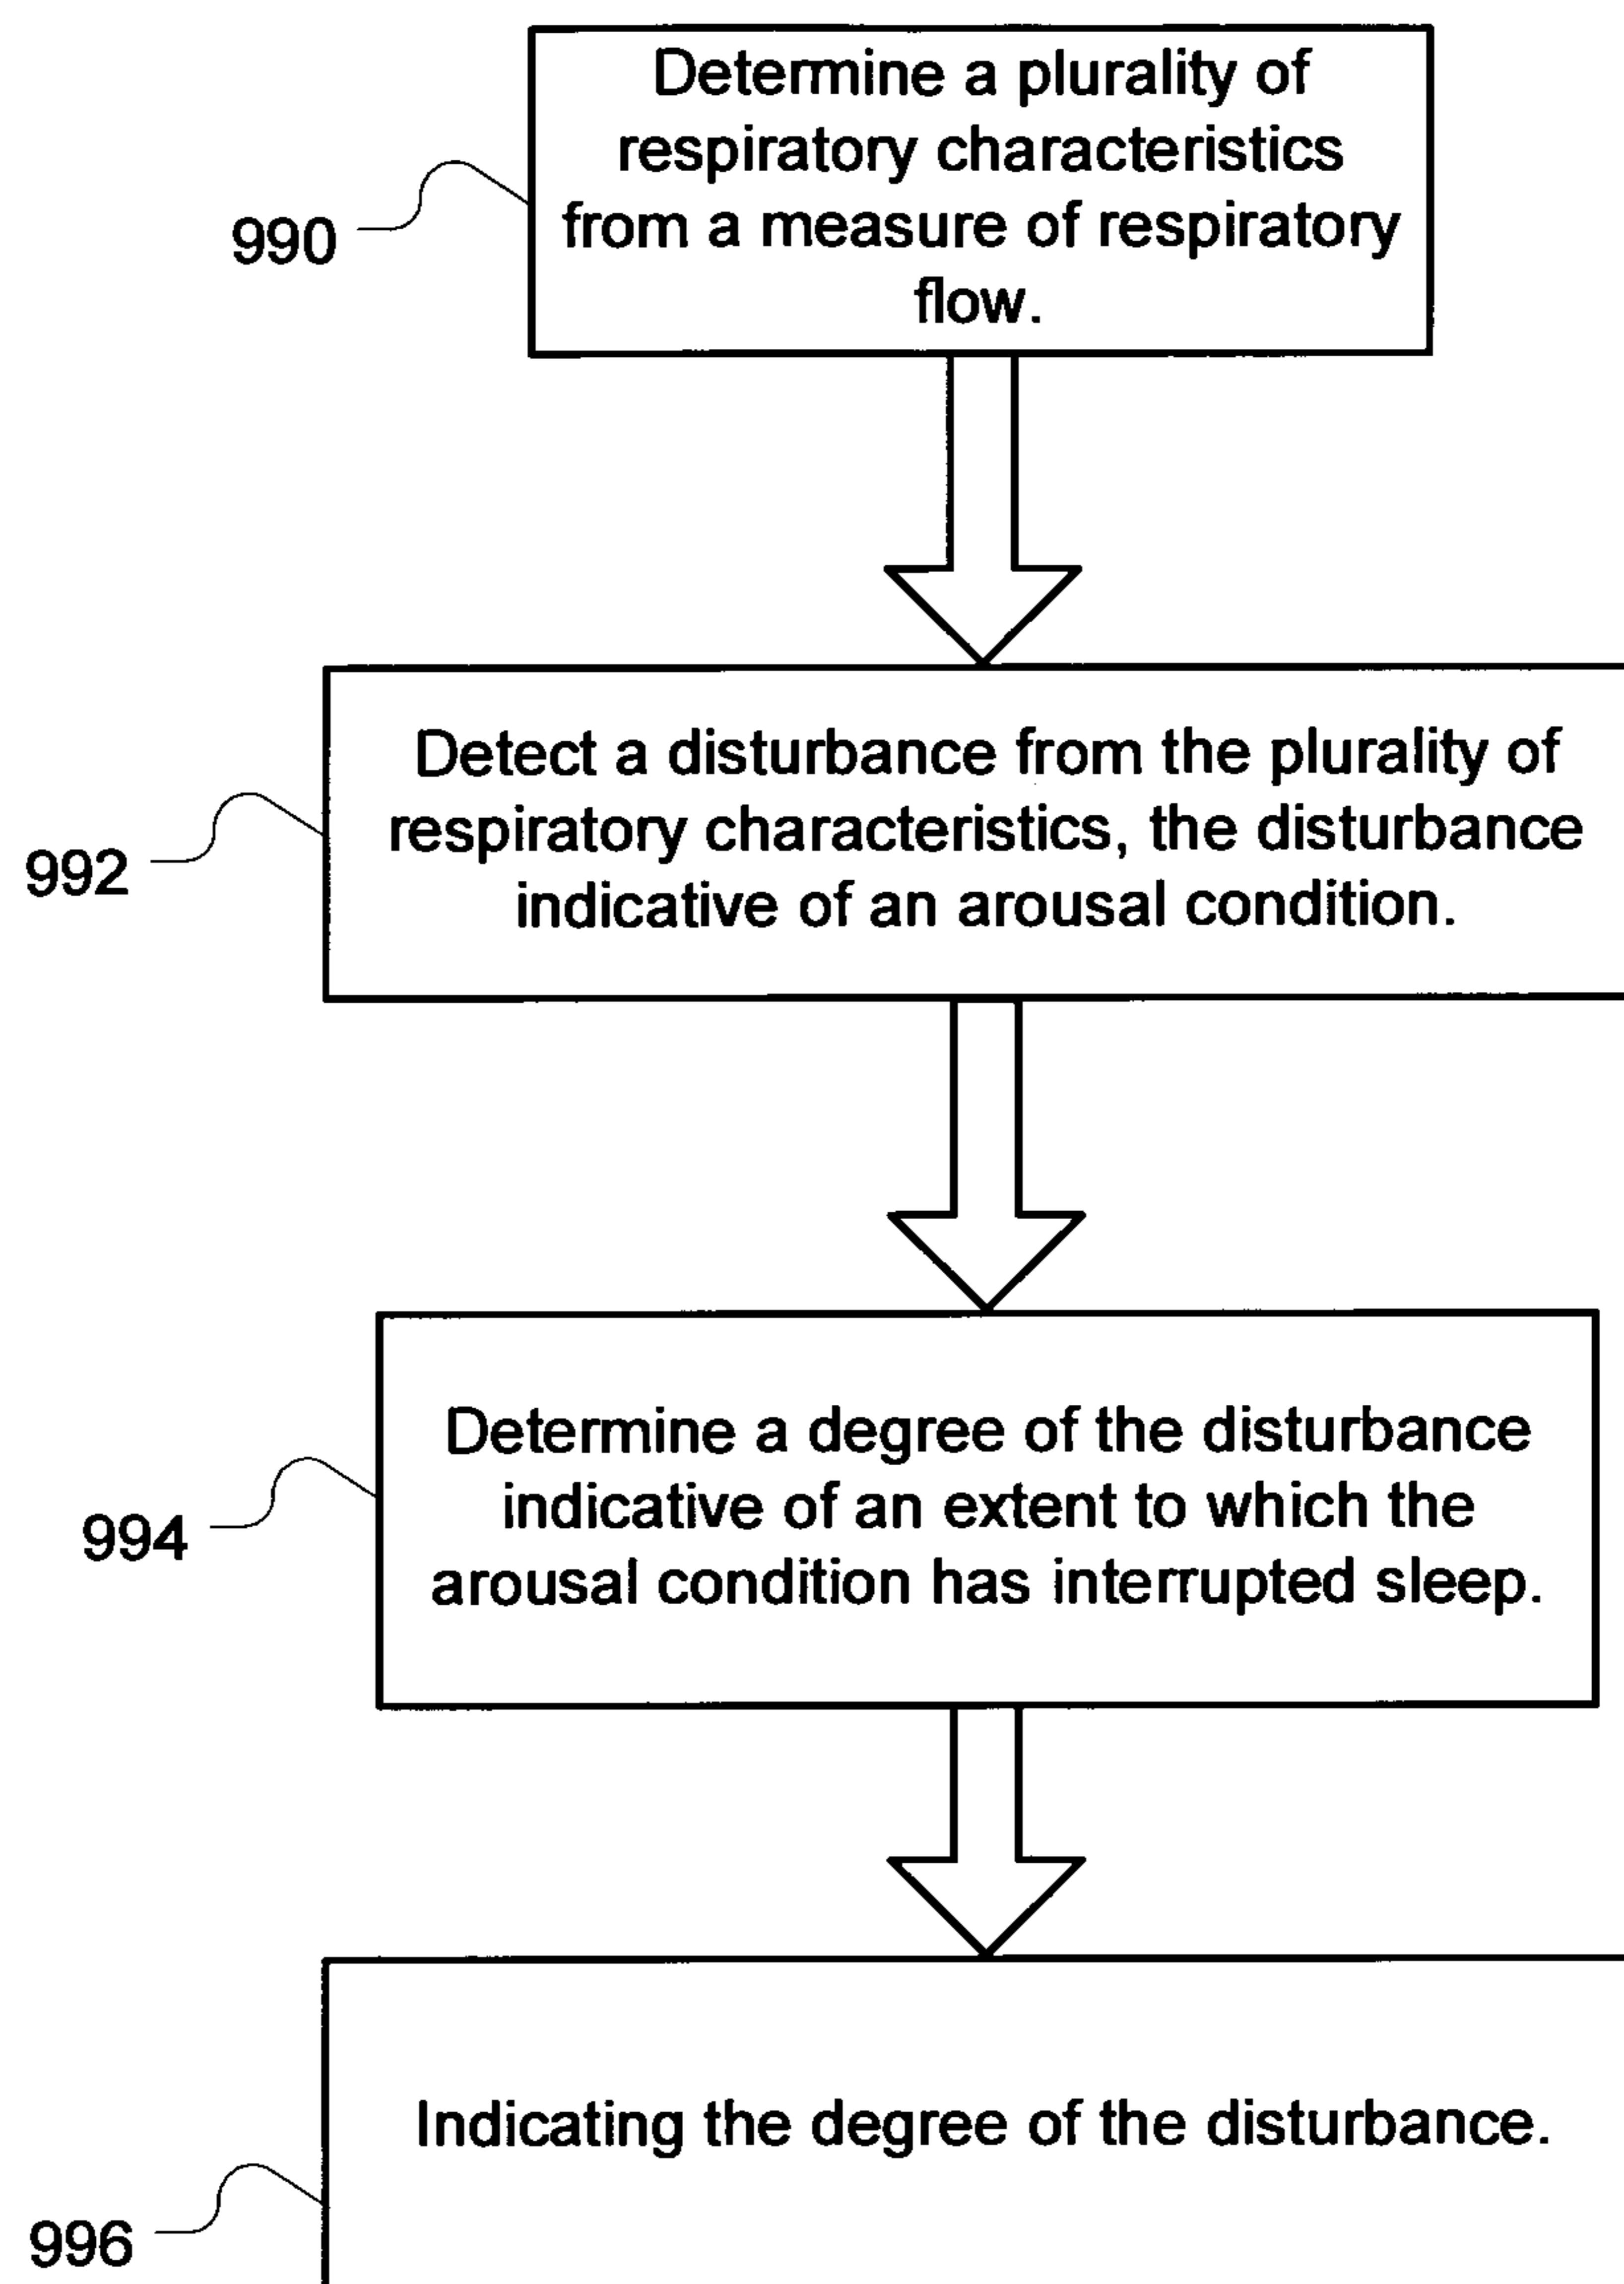 Determine a plurality of
respiratory characteristics
from a measure of respiratory
flow.
990
Detect a disturbance from the plurality of
respiratory characteristics, the disturbance
indicative of an arousal condition.
992
Determine a degree of the disturbance
indicative of an extent to which the
arousal condition has interrupted sleep.
994
Indicating the degree of the disturbance.
996